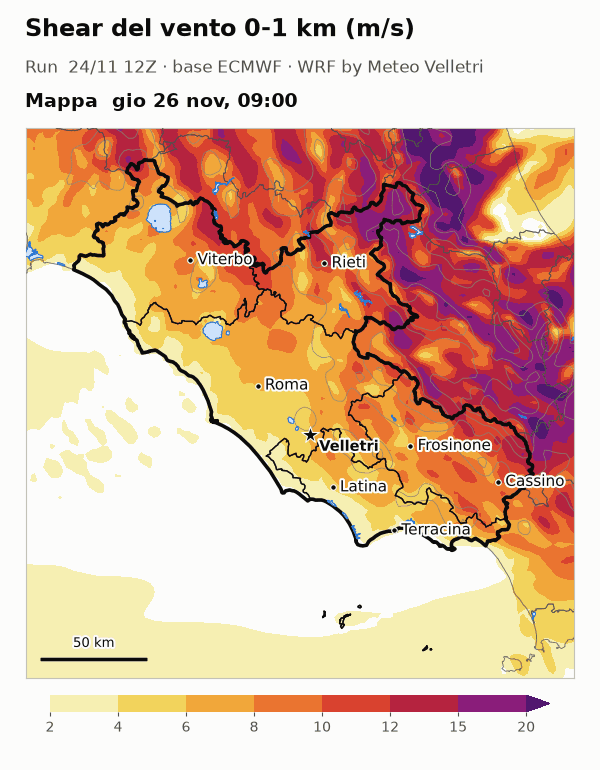 Shear del vento 0-1 km (m/s)
Run  24/11 12Z · base ECMWF · WRF by Meteo Velletri
Mappa  gio 26 nov, 09:00
Viterbo
Rieti
Roma
Velletri
Frosinone
Latina
Cassino
Terracina
50 km
2 4 6 8 10 12 15 20